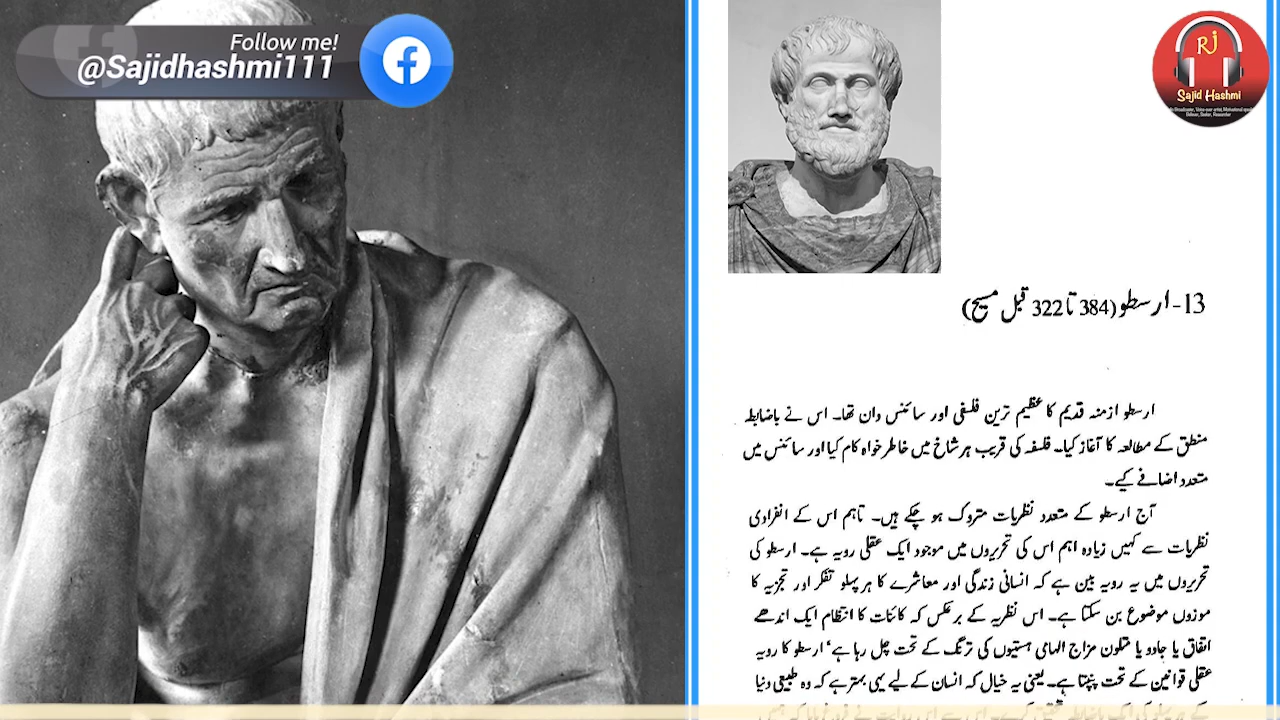 Follow me!
@Sajidhashmi111
RJ
Sajid Hashmi
13- ارسطو (384 تا 322 قبل مسیح)
ارسطو ازمنہ قدیم کا عظیم ترین فلسفی اور سائنس دان تھا۔ اس نے باضابطہ
منطق کے مطالعہ کا آغاز کیا۔ فلسفہ کی قریب ہر شاخ میں خاطر خواہ کام کیا اور سائنس میں
متعدد اضافے کیے۔
آج ارسطو کے متعدد نظریات متروک ہو چکے ہیں۔ تاہم اس کے انفرادی
نظریات سے کہیں زیادہ اہم اس کی تحریروں میں موجود ایک عقلی رویہ ہے۔ ارسطو کی
تحریروں میں یہ رویہ بین ہے کہ انسانی زندگی اور معاشرے کا ہر پہلو تفکر اور تجزیہ کا
موزوں موضوع بن سکتا ہے۔ اس نظریہ کے برعکس کہ کائنات کا انتظام ایک اندھے
اتفاق یا جادو یا متلون مزاج الہامی ہستیوں کی ترنگ کے تحت چل رہا ہے‘ ارسطو کا رویہ
عقلی قوانین کے تحت پنپتا ہے۔ یعنی یہ خیال کہ انسان کے لیے یہی بہتر ہے کہ وہ طبیعی دنیا